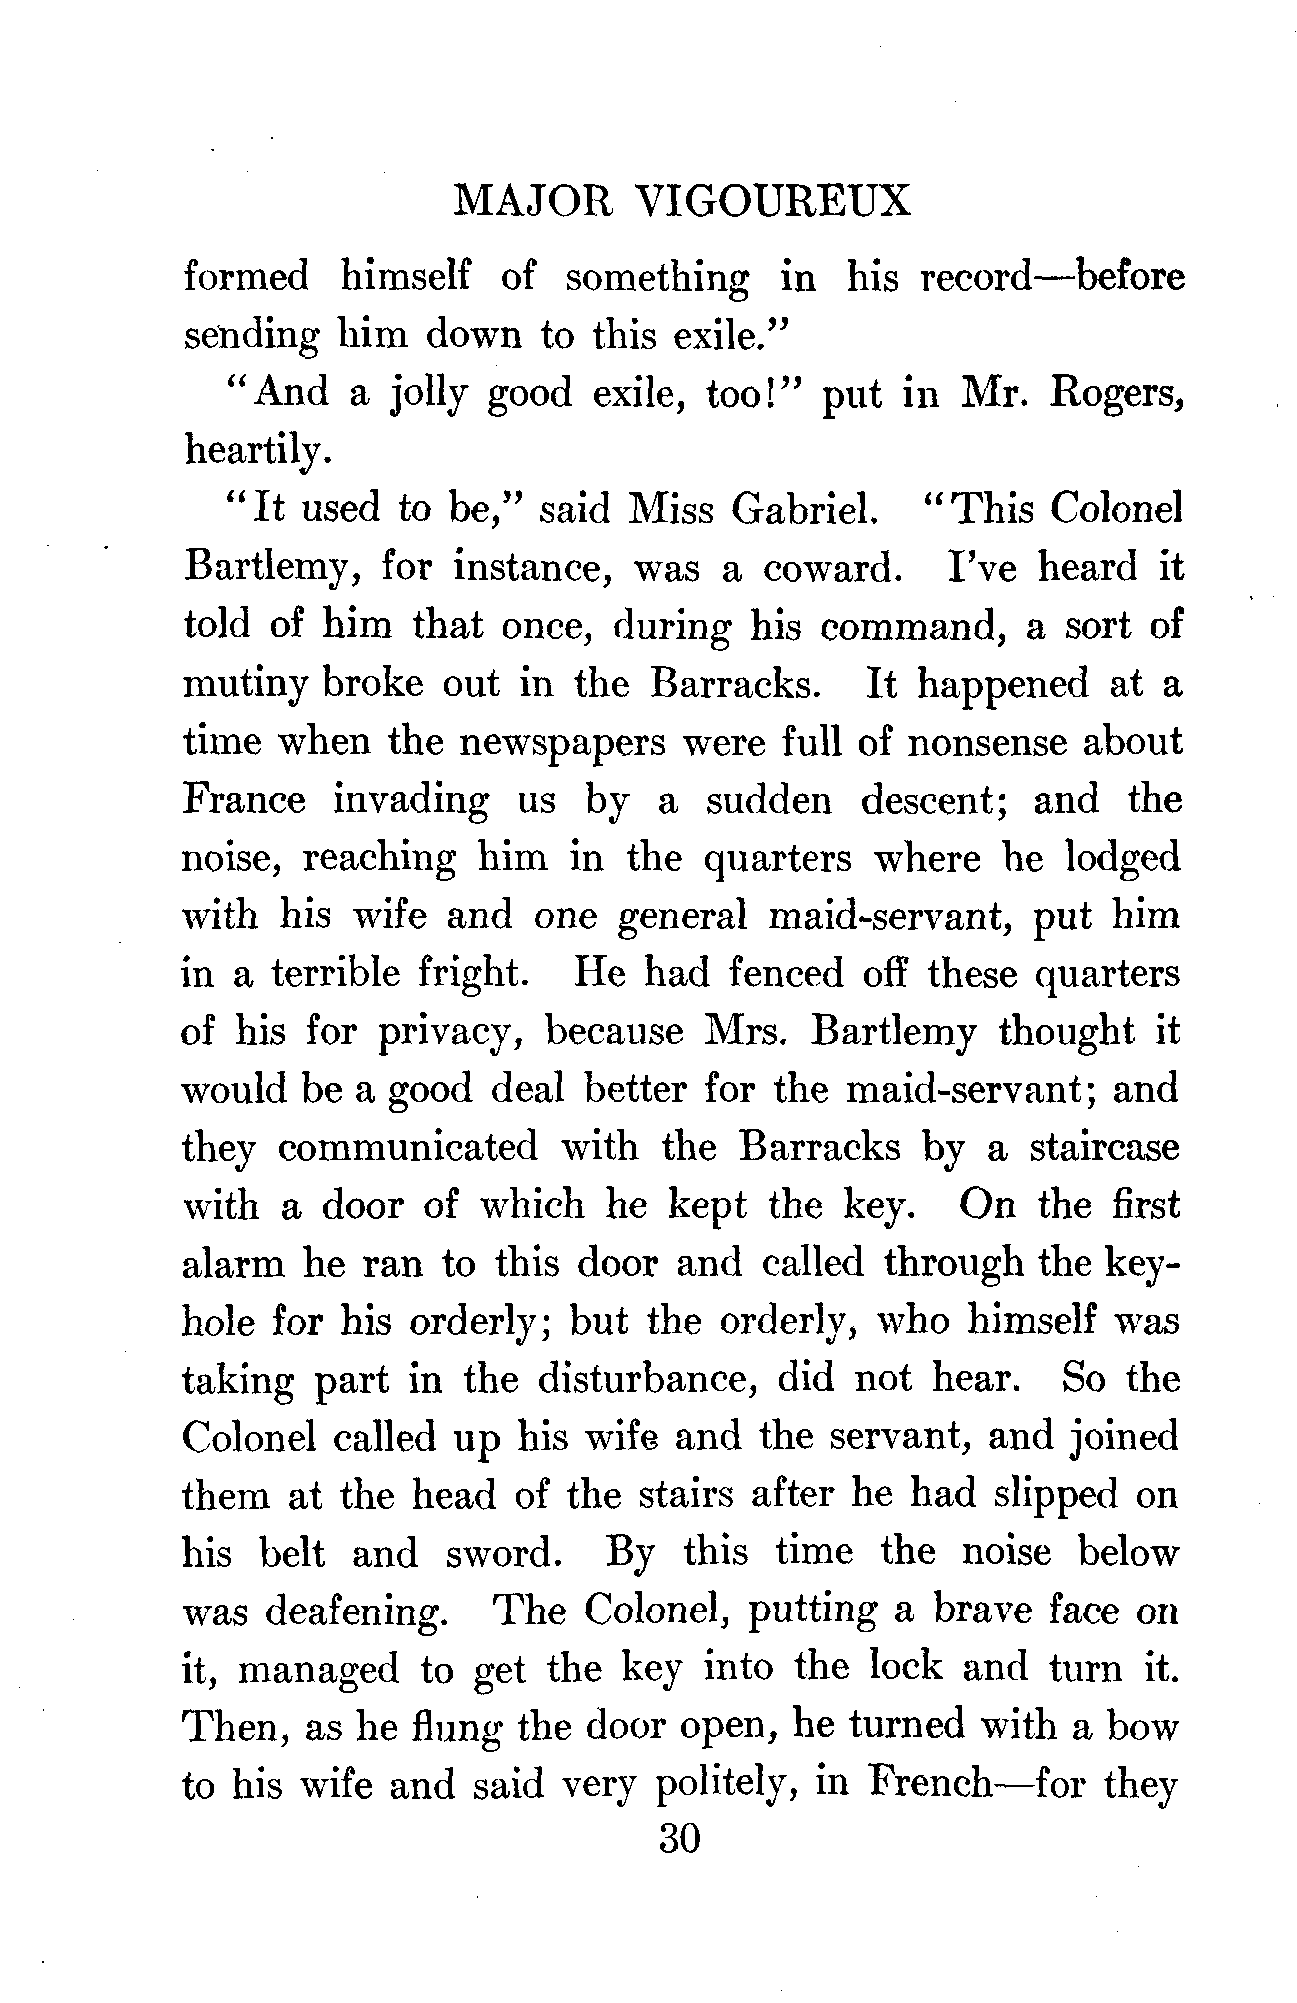 MAJOR VIGOUREUX
formed himself of something in his record—before
sending him down to this exile."
"And a jolly good exile, too!" put in Mr. Rogers,
heartily.
"It used to be," said Miss Gabriel. "This Colonel
Bartlemy, for instance, was a coward. I've heard it
told of him that once, during his command, a sort of
mutiny broke out in the Barracks. It happened at a
time when the newspapers were full of nonsense about
France invading us by a sudden descent; and the
noise, reaching him in the quarters where he lodged
with his wife and one general maid-servant, put him
in a terrible fright. He had fenced off these quarters
of his for privacy, because Mrs. Bartlemy thought it
would be a good deal better for the maid-servant; and
they communicated with the Barracks by a staircase
with a door of which he kept the key. On the first
alarm he ran to this door and called through the key-
hole for his orderly; but the orderly, who himself was
taking part in the disturbance, did not hear. So the
Colonel called up his wife and the servant, and joined
them at the head of the stairs after he had slipped on
his belt and sword. By this time the noise below
was deafening. The Colonel, putting a brave face on
it, managed to get the key into the lock and turn it.
Then, as he flung the door open, he turned with a bow
to his wife and said very politely, in French—for they
30